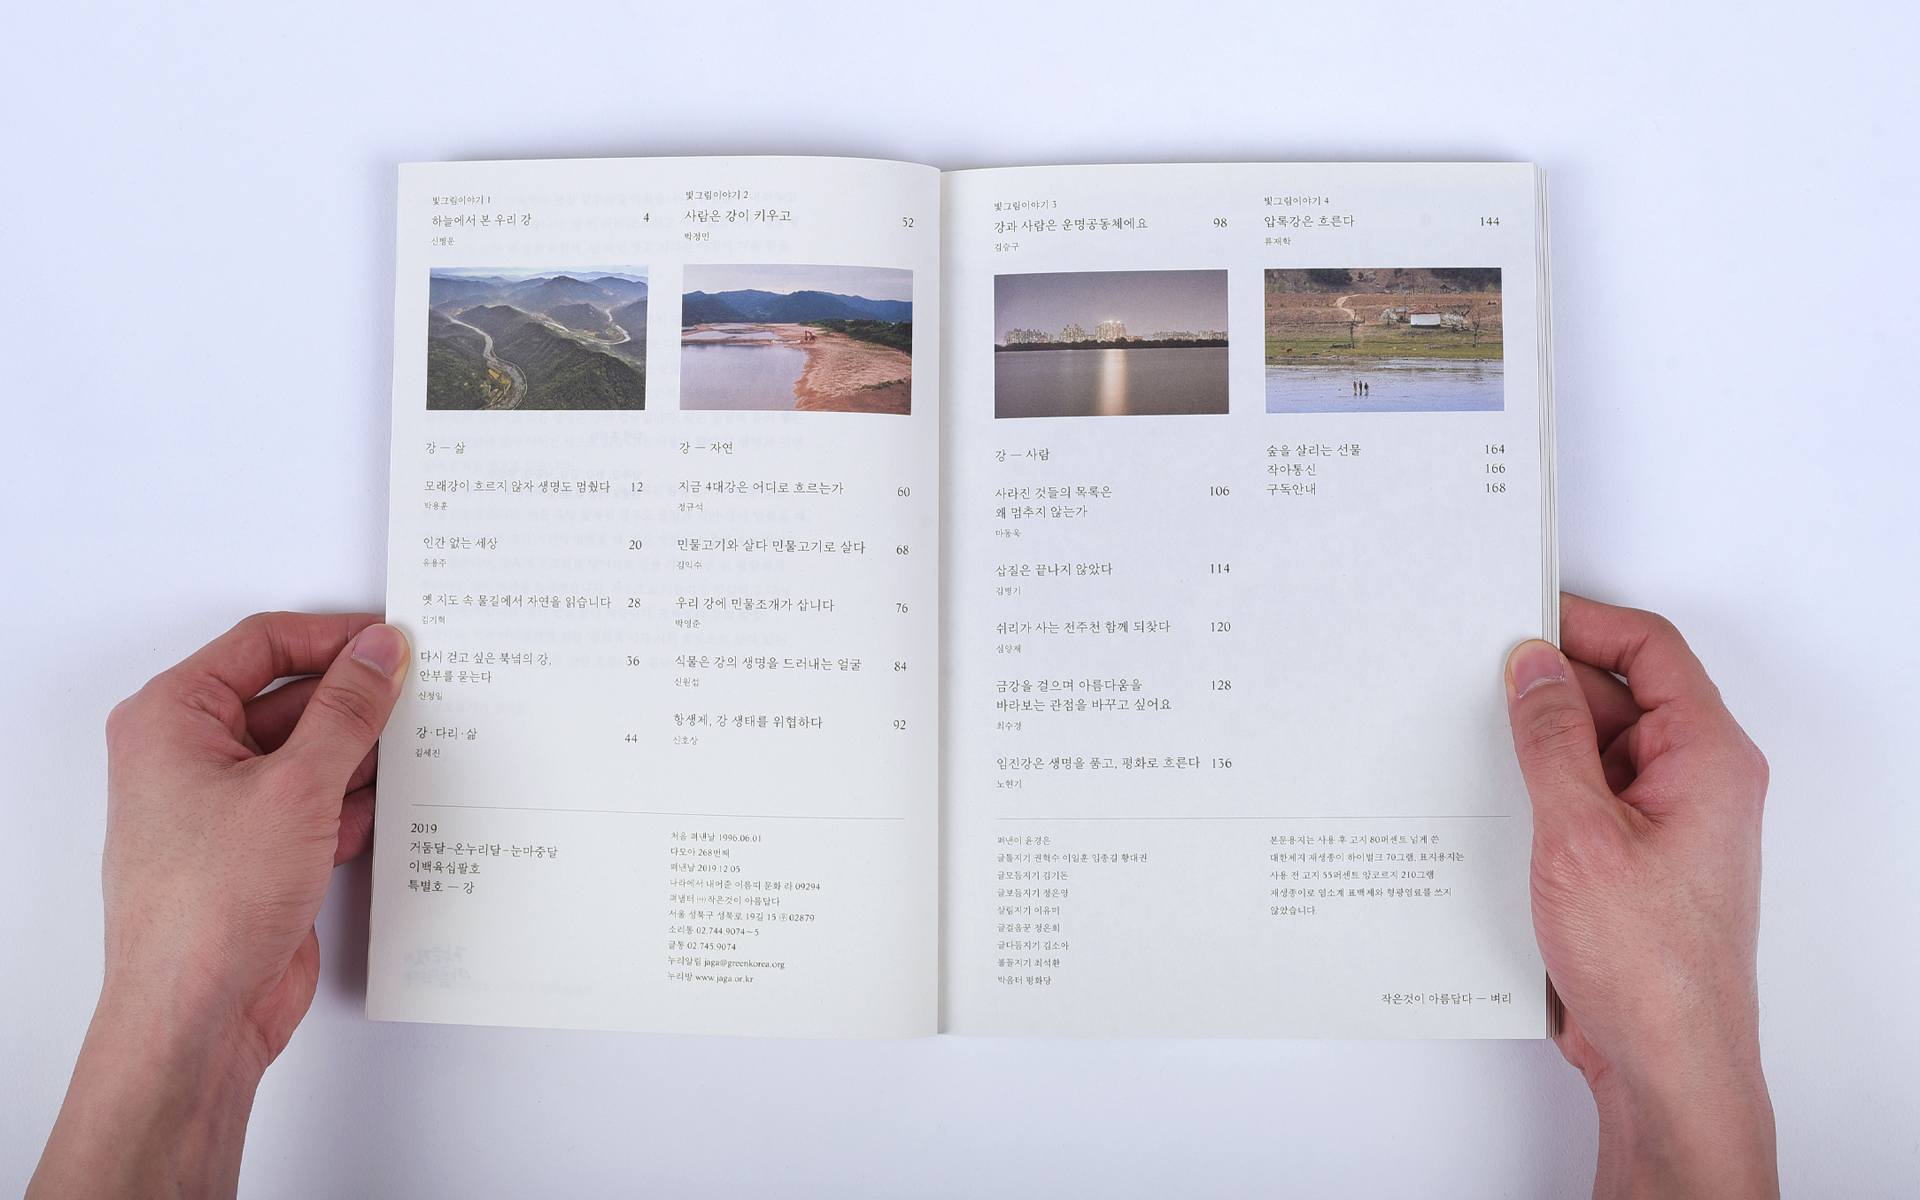 빛그림이야기 1
하늘에서 본 우리 강 4
신병문
강 — 삶
모래강이 흐르지 않자 생명도 멈췄다 12
박용훈
인간 없는 세상 20
유용주
옛 지도 속 물길에서 자연을 읽습니다 28
김기혁
다시 걷고 싶은 북녘의 강, 36
안부를 묻는다
신정일
강·다리·삶 44
김세진
빛그림이야기 2
사람은 강이 키우고 52
박정민
강 — 자연
지금 4대강은 어디로 흐르는가 60
정규석
민물고기와 살다 민물고기로 살다 68
김익수
우리 강에 민물조개가 삽니다 76
박영준
식물은 강의 생명을 드러내는 얼굴 84
신원섭
항생제, 강 생태를 위협하다 92
신호상
2019
거둠달-온누리달-눈마중달
이백육십팔호
특별호 — 강
처음 펴낸날 1996.06.01
다모아 268번째
펴낸날 2019.12.05
나라에서 내어준 이름띠 문화 라 09294
펴냄터 ㈔작은것이 아름답다
서울 성북구 성북로 19길 15 ㉾02879
소리통 02.744.9074~5
글통 02.745.9074
누리알림 jaga@greenkorea.org
누리방 www.jaga.or.kr
빛그림이야기 3
강과 사람은 운명공동체에요 98
김승구
강 — 사람
사라진 것들의 목록은 106
왜 멈추지 않는가
마동욱
삽질은 끝나지 않았다 114
김병기
쉬리가 사는 전주천 함께 되찾다 120
심양재
금강을 걸으며 아름다움을 128
바라보는 관점을 바꾸고 싶어요
최수경
임진강은 생명을 품고, 평화로 흐른다 136
노현기
빛그림이야기 4
압록강은 흐른다 144
류재학
숲을 살리는 선물 164
작아통신 166
구독안내 168
펴낸이 윤경은
글틀지기 권혁수 이일훈 임종길 황대권
글모듬지기 김기돈
글보듬지기 정은영
살림지기 이유미
글걸음꾼 정은희
글다듬지기 김소아
볼꼴지기 최석환
박음터 평화당
본문용지는 사용 후 고지 80퍼센트 넘게 쓴
대한제지 재생종이 하이벌크 70그램, 표지용지는
사용 전 고지 55퍼센트 앙코르지 210그램
재생종이로 염소계 표백제와 형광염료를 쓰지
않았습니다.
작은것이 아름답다 — 벼리